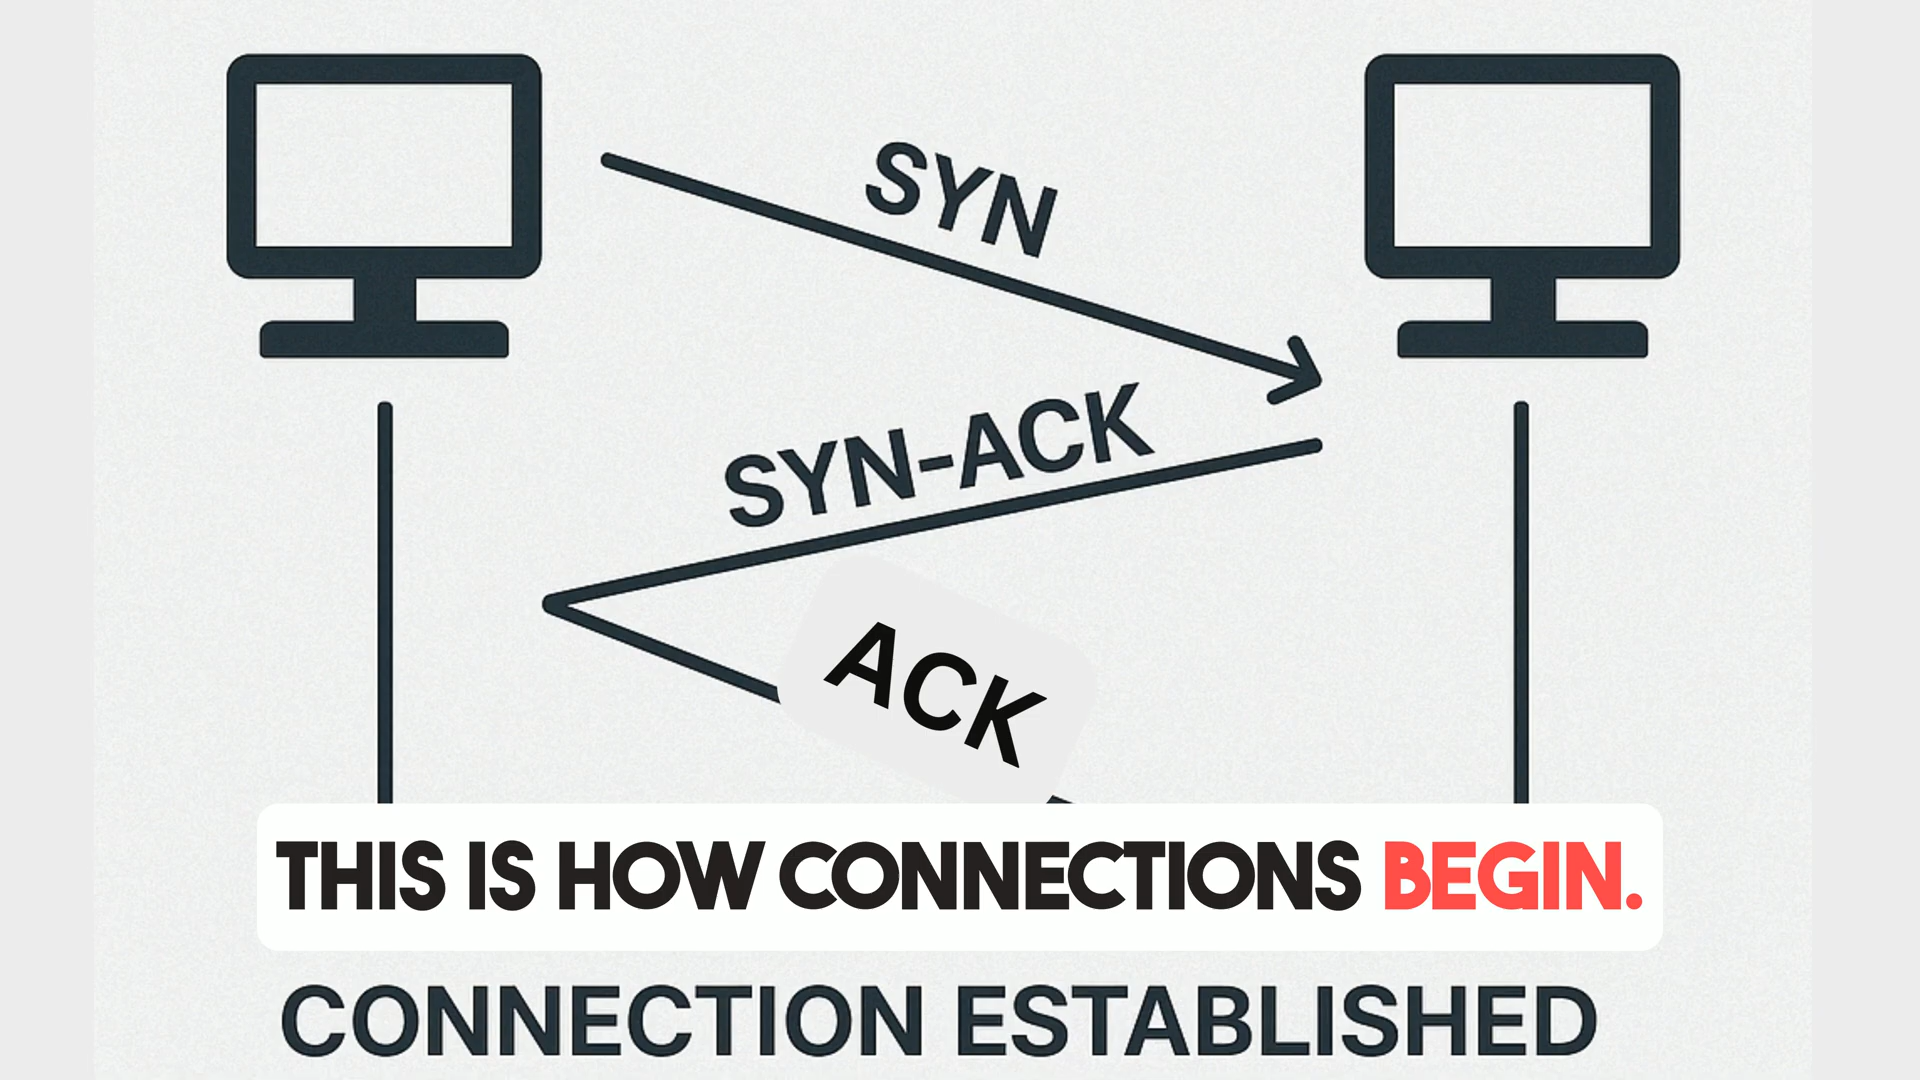 SYN
SYN-ACK
ACK
THIS IS HOW CONNECTIONS BEGIN.
CONNECTION ESTABLISHED